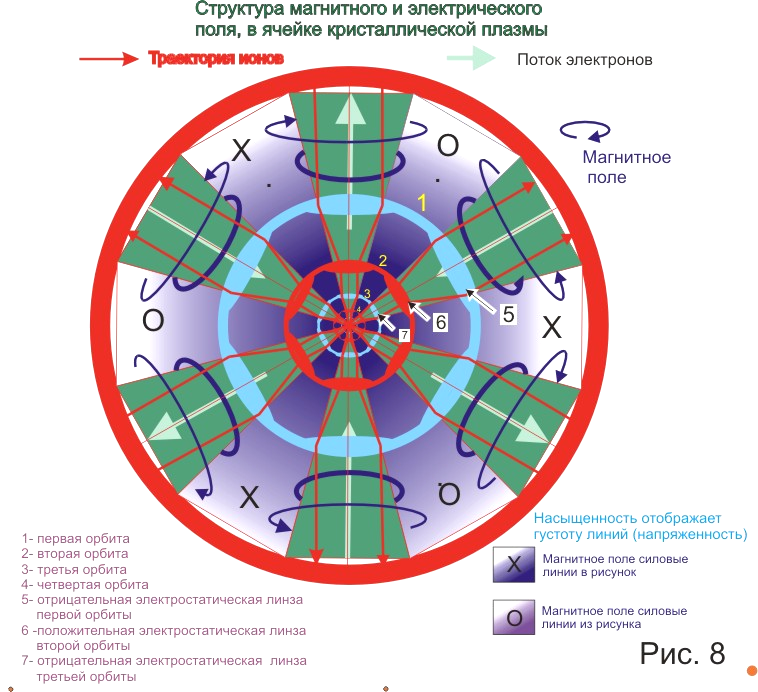 Структура магнитного и электрического
поля, в ячейке кристаллической плазмы
Траектория ионов
Поток электронов
Магнитное
поле
X
O
1
2
3
4
5
6
7
O
X
X
O
1- первая орбита
2- вторая орбита
3- третья орбита
4- четвертая орбита
5- отрицательная электростатическая линза
первой орбиты
6 -положительная электростатическая линза
второй орбиты
7- отрицательная электростатическая линза
третьей орбиты
Насыщенность отображает
густоту линий (напряженность)
X
Магнитное поле силовые
линии в рисунок
O
Магнитное поле силовые
линии из рисунка
Рис. 8